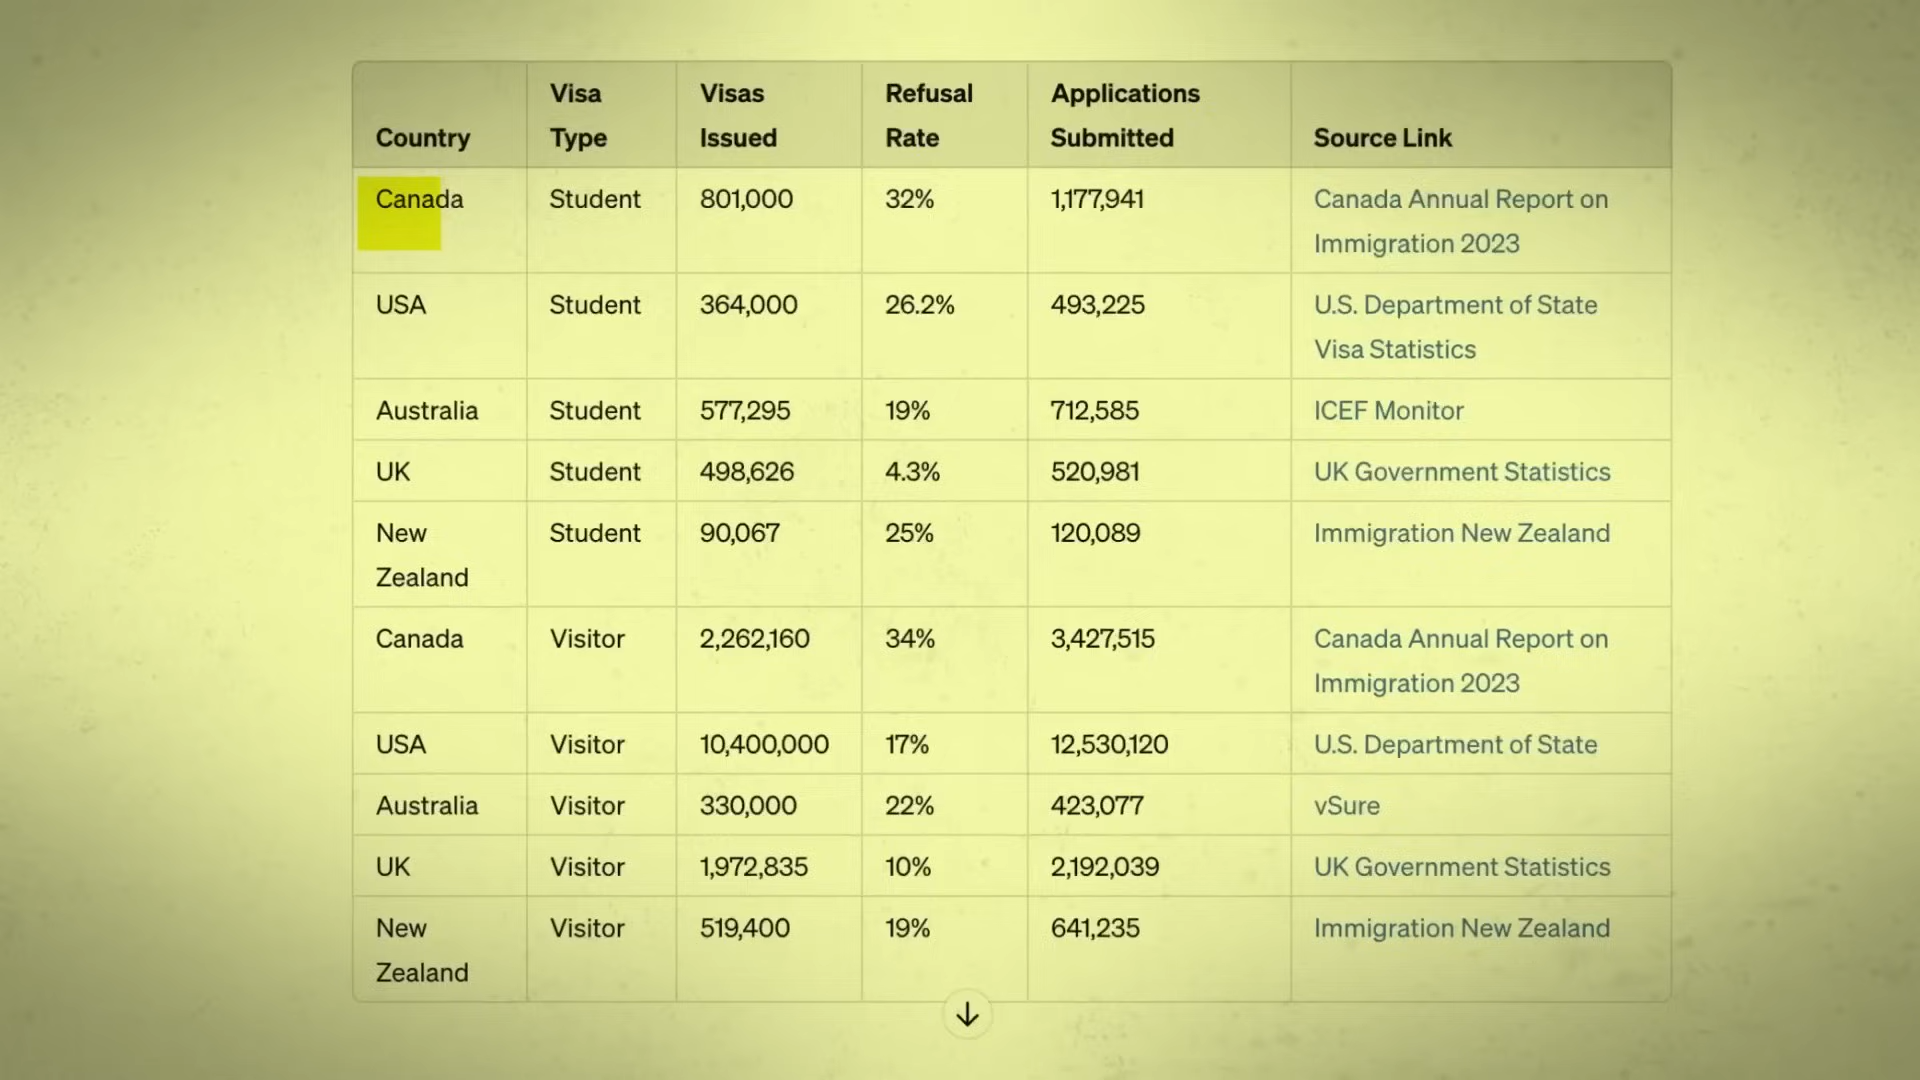 Country Visa Type Visas Issued Refusal Rate Applications Submitted Source Link
Canada Student 801,000 32% 1,177,941 Canada Annual Report on Immigration 2023
USA Student 364,000 26.2% 493,225 U.S. Department of State Visa Statistics
Australia Student 577,295 19% 712,585 ICEF Monitor
UK Student 498,626 4.3% 520,981 UK Government Statistics
New Zealand Student 90,067 25% 120,089 Immigration New Zealand
Canada Visitor 2,262,160 34% 3,427,515 Canada Annual Report on Immigration 2023
USA Visitor 10,400,000 17% 12,530,120 U.S. Department of State
Australia Visitor 330,000 22% 423,077 vSure
UK Visitor 1,972,835 10% 2,192,039 UK Government Statistics
New Zealand Visitor 519,400 19% 641,235 Immigration New Zealand